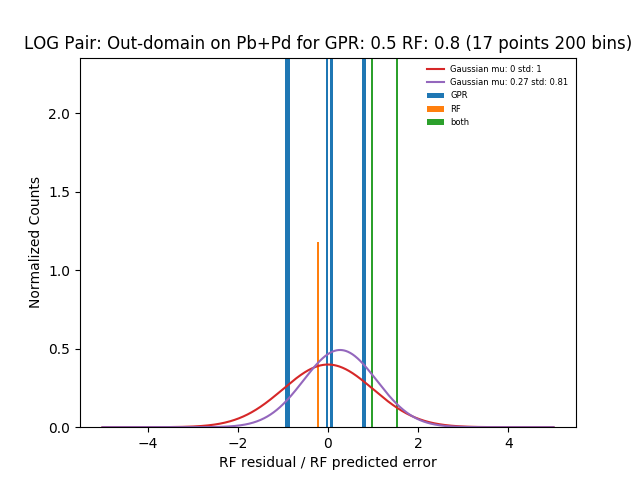 LOG Pair: Out-domain on Pb+Pd for GPR: 0.5 RF: 0.8 (17 points 200 bins)
Gaussian mu: 0 std: 1
Gaussian mu: 0.27 std: 0.81
GPR
RF
both
Normalized Counts
2.0
1.5
1.0
0.5
0.0
−4
−2
0
2
4
RF residual / RF predicted error